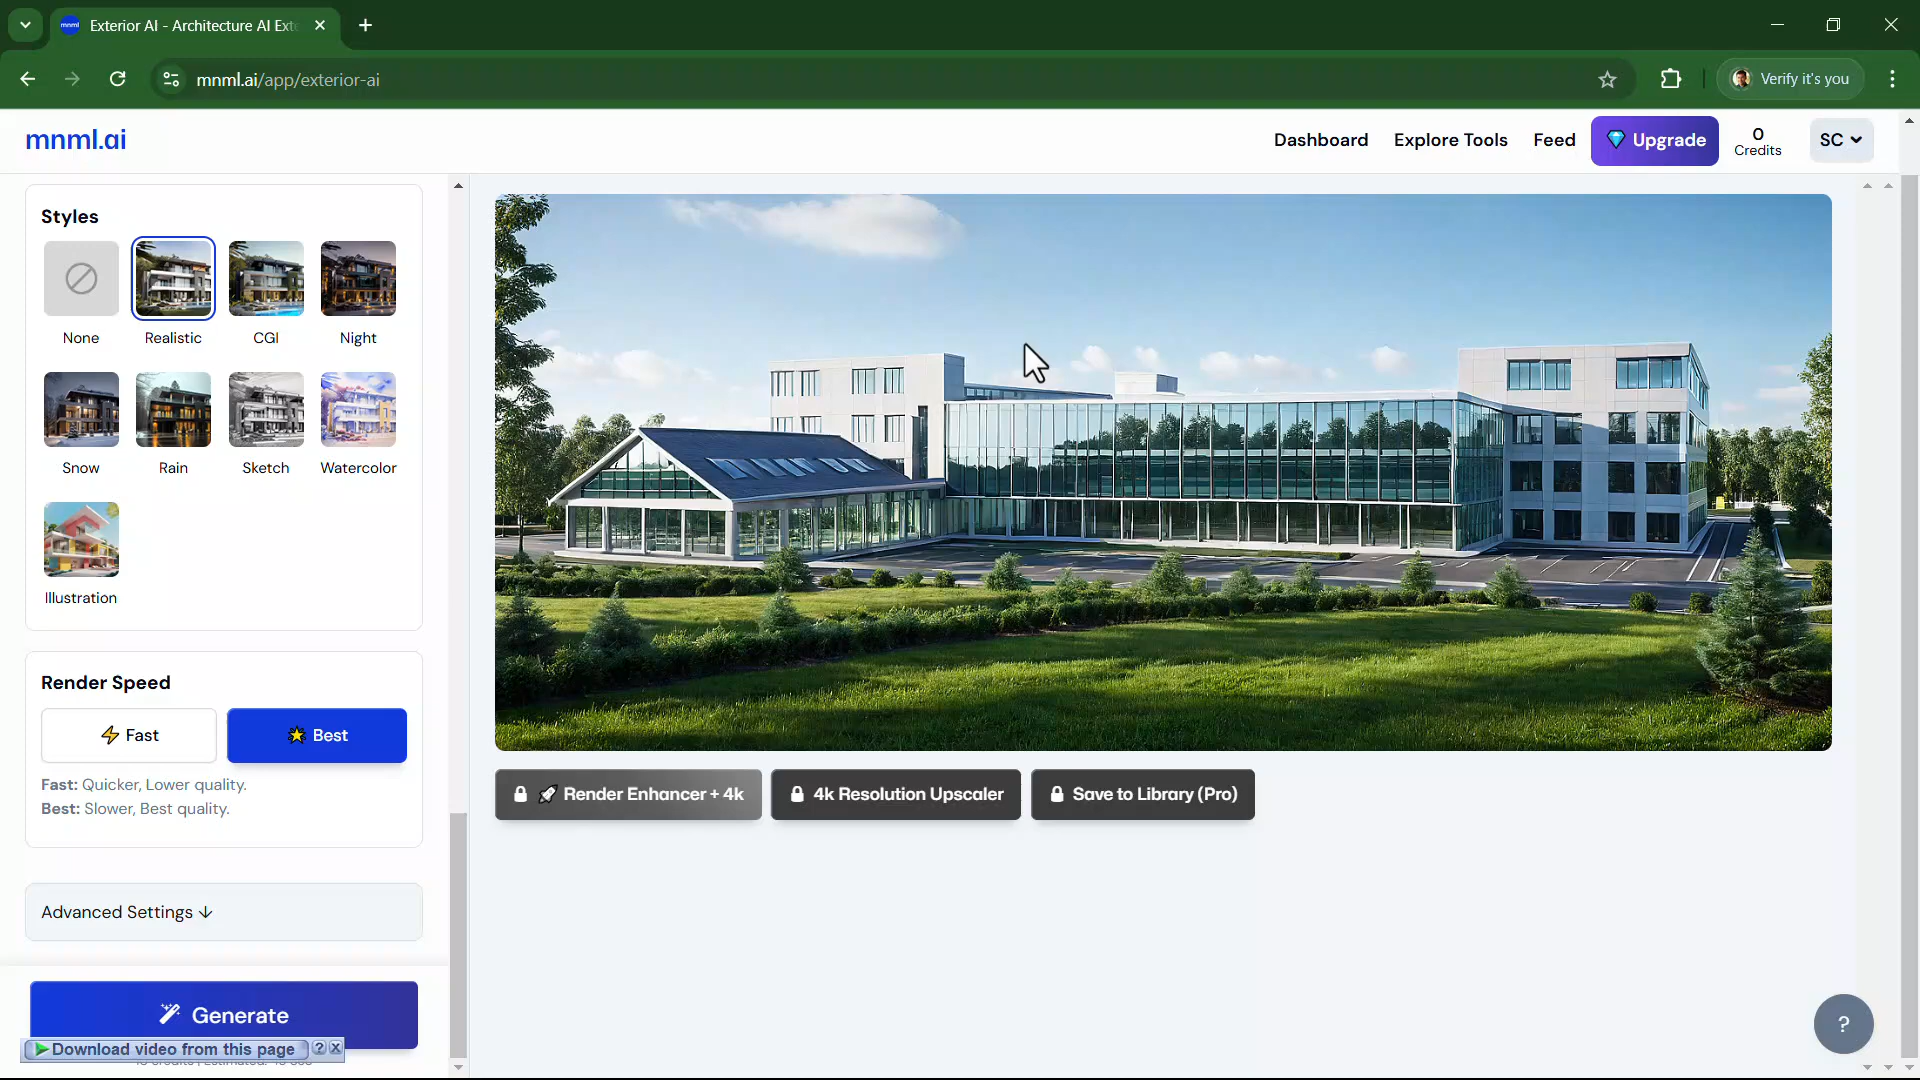 Exterior AI - Architecture AI Ext
mnml.ai/app/exterior-ai
Verify it's you
mnml.ai
Dashboard
Explore Tools
Feed
Upgrade
0
Credits
SC
Styles
None
Realistic
CGI
Night
Snow
Rain
Sketch
Watercolor
Illustration
Render Speed
Fast
Best
Fast: Quicker, Lower quality.
Best: Slower, Best quality.
Advanced Settings ↓
Generate
Download video from this page
?
Render Enhancer + 4k
4k Resolution Upscaler
Save to Library (Pro)
?